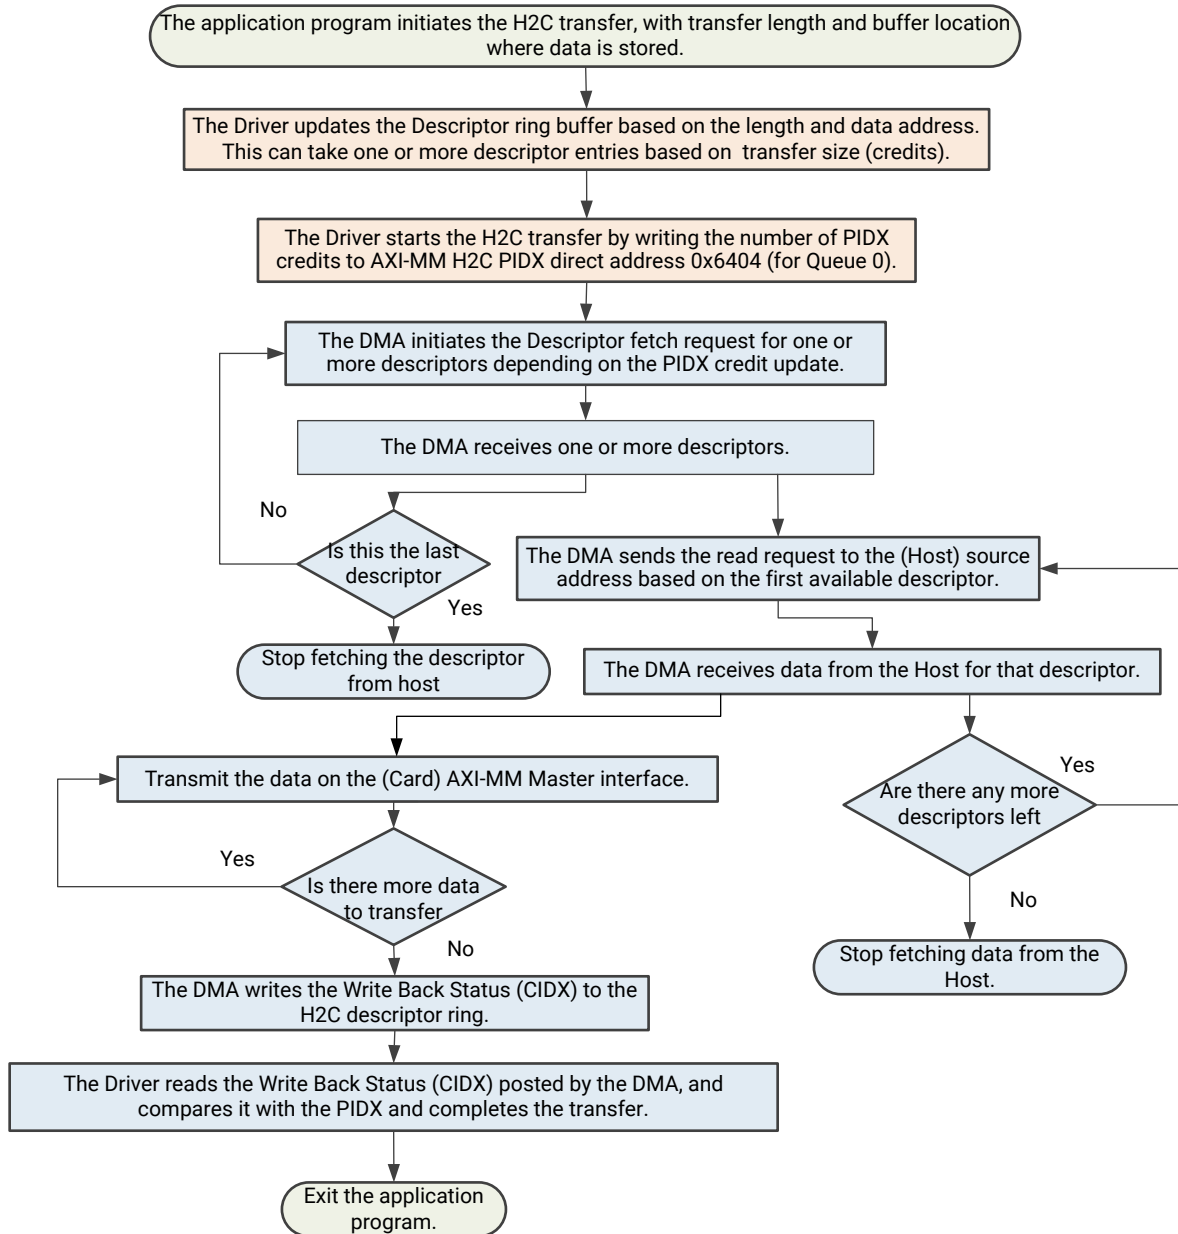 The application program initiates the H2C transfer, with transfer length and buffer location
where data is stored.
The Driver updates the Descriptor ring buffer based on the length and data address.
This can take one or more descriptor entries based on transfer size (credits).
The Driver starts the H2C transfer by writing the number of PIDX
credits to AXI-MM H2C PIDX direct address 0x6404 (for Queue 0).
The DMA initiates the Descriptor fetch request for one or
more descriptors depending on the PIDX credit update.
The DMA receives one or more descriptors.
No
Is this the last
descriptor
Yes
Stop fetching the descriptor
from host
The DMA sends the read request to the (Host) source
address based on the first available descriptor.
The DMA receives data from the Host for that descriptor.
Yes
Are there any more
descriptors left
No
Stop fetching data from the
Host.
Transmit the data on the (Card) AXI-MM Master interface.
Yes
Is there more data
to transfer
No
The DMA writes the Write Back Status (CIDX) to the
H2C descriptor ring.
The Driver reads the Write Back Status (CIDX) posted by the DMA, and
compares it with the PIDX and completes the transfer.
Exit the application
program.